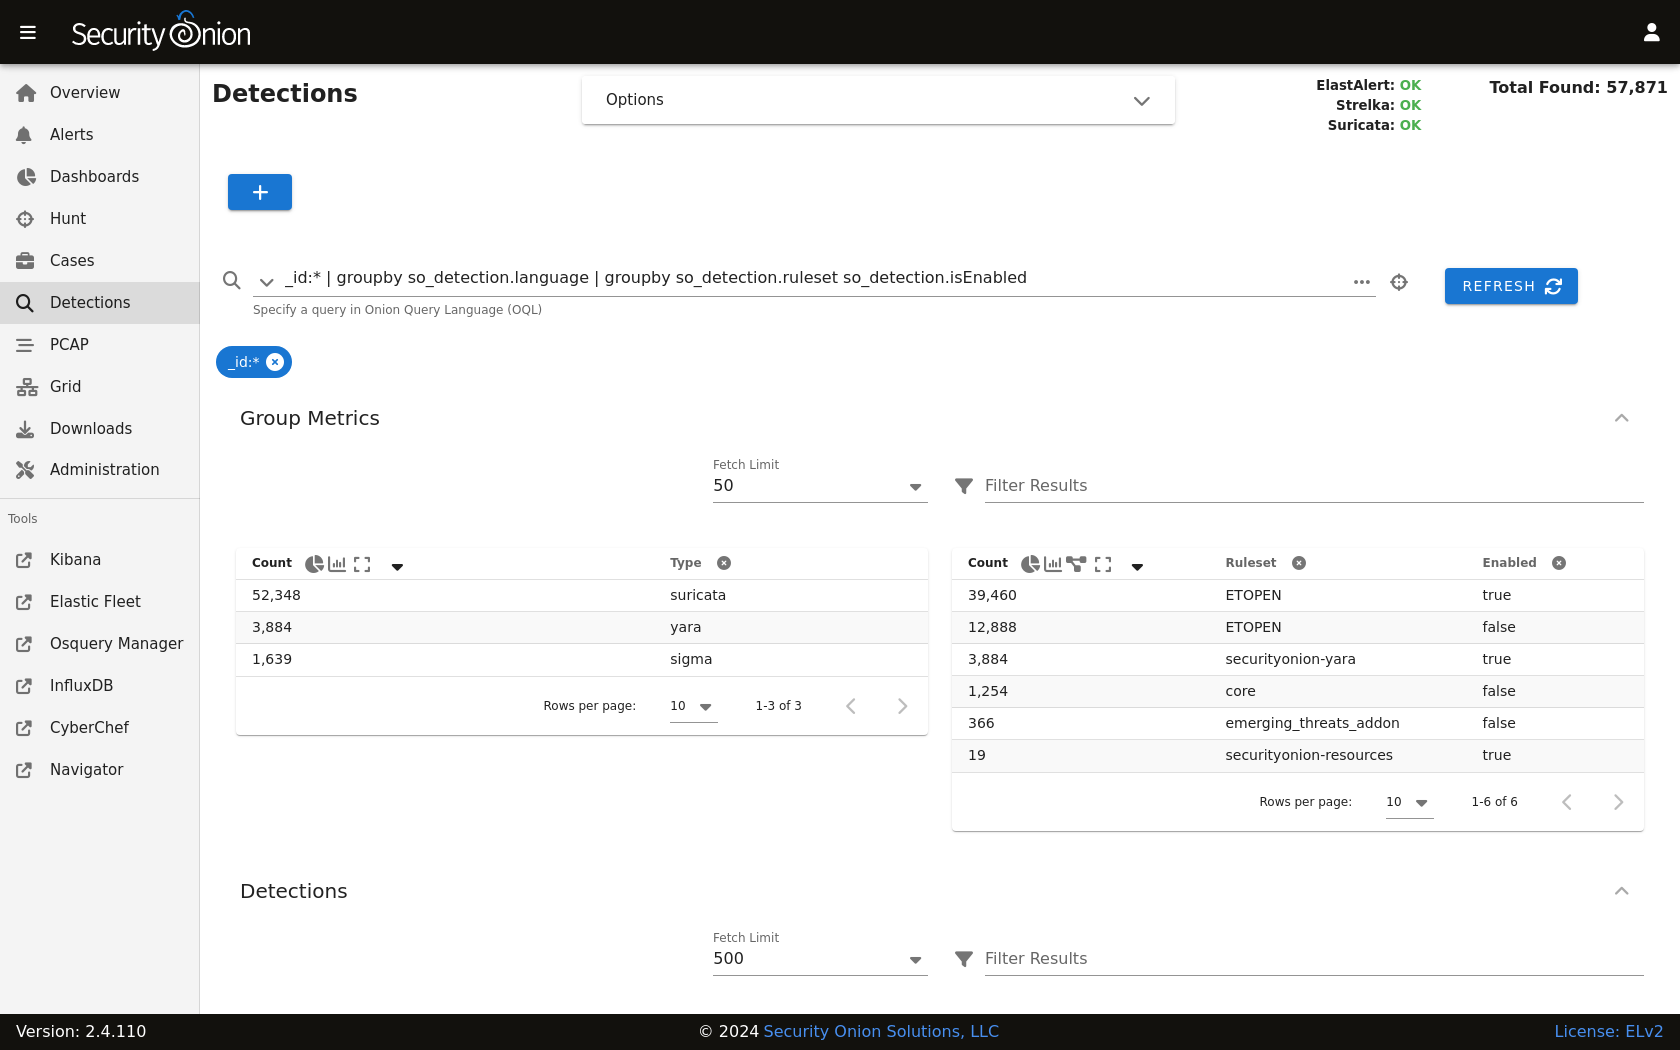 Security Onion
Overview
Alerts
Dashboards
Hunt
Cases
Detections
PCAP
Grid
Downloads
Administration
Tools
Kibana
Elastic Fleet
Osquery Manager
InfluxDB
CyberChef
Navigator
Detections
Options
ElastAlert: OK
Strelka: OK
Suricata: OK
Total Found: 57,871
_id:* | groupby so_detection.language | groupby so_detection.ruleset so_detection.isEnabled
Specify a query in Onion Query Language (OQL)
REFRESH
_id:*
Group Metrics
Fetch Limit
50
Filter Results
Count Type
52,348 suricata
3,884 yara
1,639 sigma
Rows per page: 10 1-3 of 3
Count Ruleset Enabled
39,460 ETOPEN true
12,888 ETOPEN false
3,884 securityonion-yara true
1,254 core false
366 emerging_threats_addon false
19 securityonion-resources true
Rows per page: 10 1-6 of 6
Detections
Fetch Limit
500
Filter Results
Version: 2.4.110
© 2024 Security Onion Solutions, LLC
License: ELv2